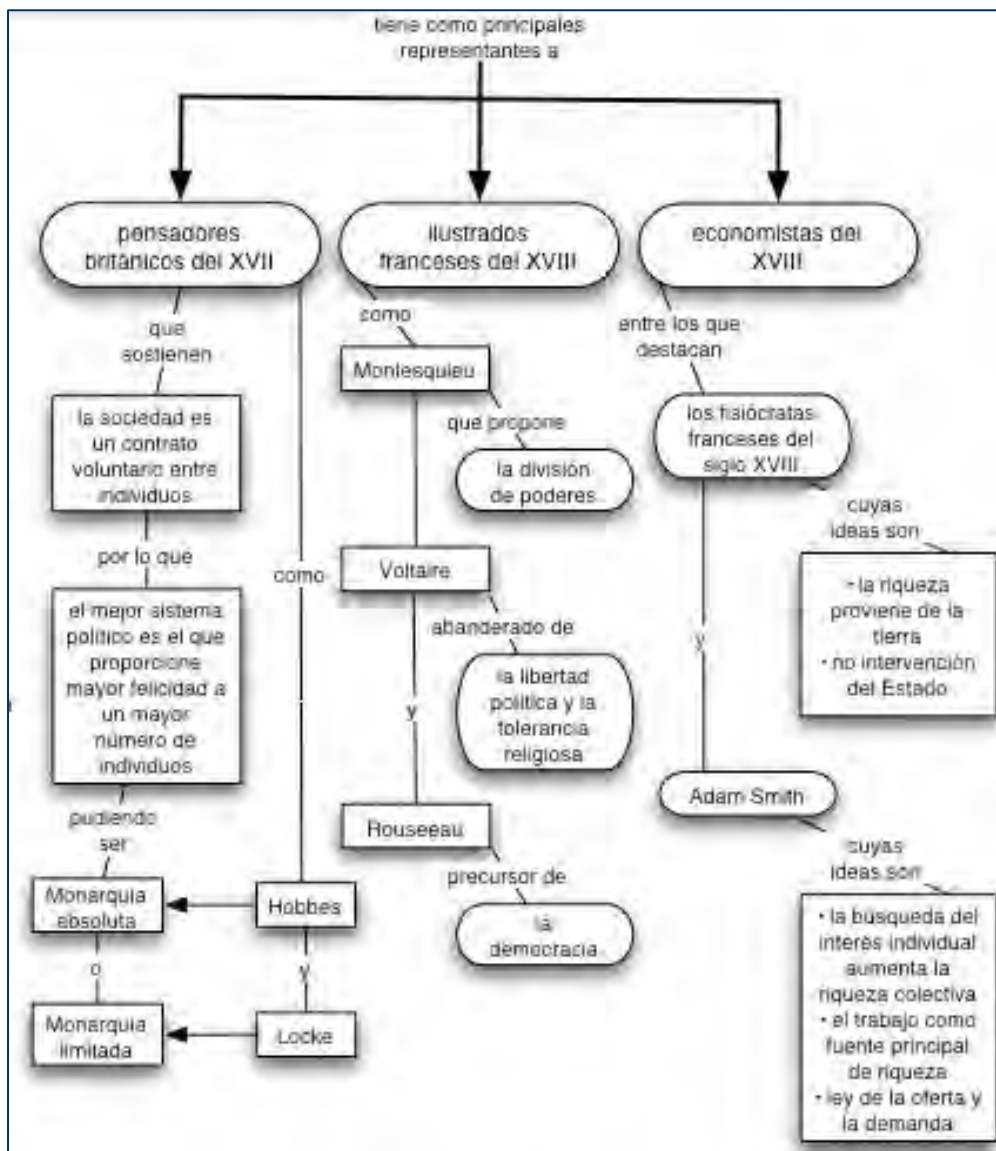 tiene como principales
representantes a
pensadores
británicos del XVII
ilustrados
franceses del XVIII
economistas del
XVIII
que
sostienen
la sociedad es
un contrato
voluntario entre
individuos
por lo que
el mejor sistema
político es el que
proporcione
mayor felicidad a
un mayor
número de
individuos
pudiendo
ser
Monarquia
absoluta
o
Monarquia
limitada
como
Hobbes
y
Locke
como
Montesquieu
que propone
la división
de poderes
Voltaire
abanderado de
la libertad
política y la
tolerancia
religiosa
y
Rouseeau
precursor de
la
democracia
entre los que
destacan
los fisiócratas
franceses del
siglo XVIII
cuyas
ideas son
• la riqueza
proviene de la
tierra
• no intervención
del Estado
y
Adam Smith
cuyas
ideas son
• la búsqueda del
interés individual
aumenta la
riqueza colectiva
• el trabajo como
fuente principal
de riqueza
• ley de la oferta y
la demanda